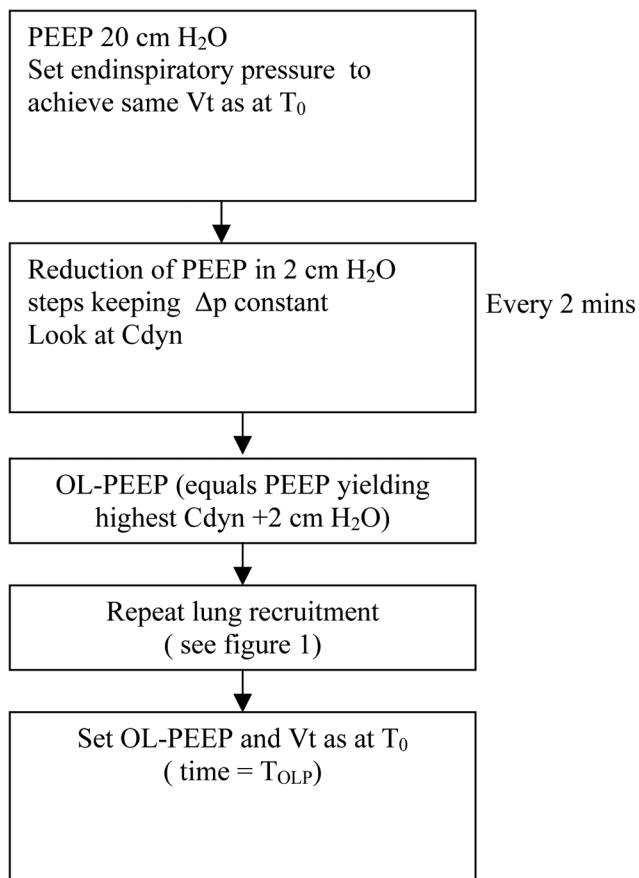 PEEP 20 cm H₂O
Set endinspiratory pressure to
achieve same Vt as at T₀
Reduction of PEEP in 2 cm H₂O
steps keeping Δp constant
Look at Cdyn
Every 2 mins
OL-PEEP (equals PEEP yielding
highest Cdyn +2 cm H₂O)
Repeat lung recruitment
( see figure 1)
Set OL-PEEP and Vt as at T₀
( time = T_OLP)